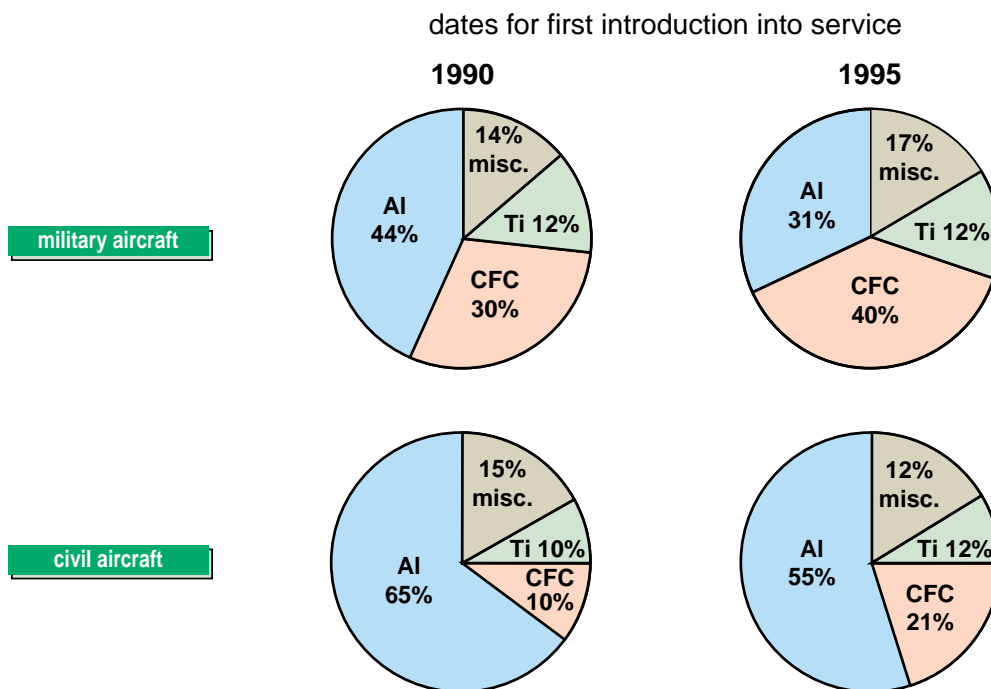 dates for first introduction into service
1990
1995
military aircraft
14%
misc.
Ti 12%
CFC
30%
Al
44%
17%
misc.
Ti 12%
CFC
40%
Al
31%
civil aircraft
15%
misc.
Ti 10%
CFC
10%
Al
65%
12%
misc.
Ti 12%
CFC
21%
Al
55%